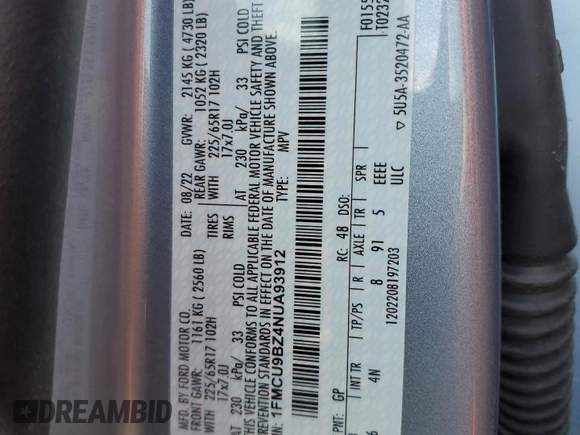 MFD. BY FORD MOTOR CO.
08/22
GVWR: 2145 KG ( 4730 LB)
FRONT GAWR: 1161 KG ( 2560 LB)
REAR GAWR: 1052 KG ( 2320 LB)
225/65R17 102H
TIRES WITH 225/65R17 102H
17x7.0J
RIMS 17x7.0J
AT 230 kPa/ 33 PSI COLD
AT 230 kPa/ 33 PSI COLD
THIS VEHICLE CONFORMS TO ALL APPLICABLE FEDERAL MOTOR VEHICLE SAFETY AND THEFT
PREVENTION STANDARDS IN EFFECT ON THE DATE OF MANUFACTURE SHOWN ABOVE.
1FMCU9BZ4NUA93912
TYPE: MPV
F0155
T0232
PNT: GP
RC: 48 DSO:
INT TR TP/PS R AXLE TR SPR
6 4N 8 91 5 EEEE
ULC
1202208197203
▽ 5U5A-3520472-AA
DREAMBID